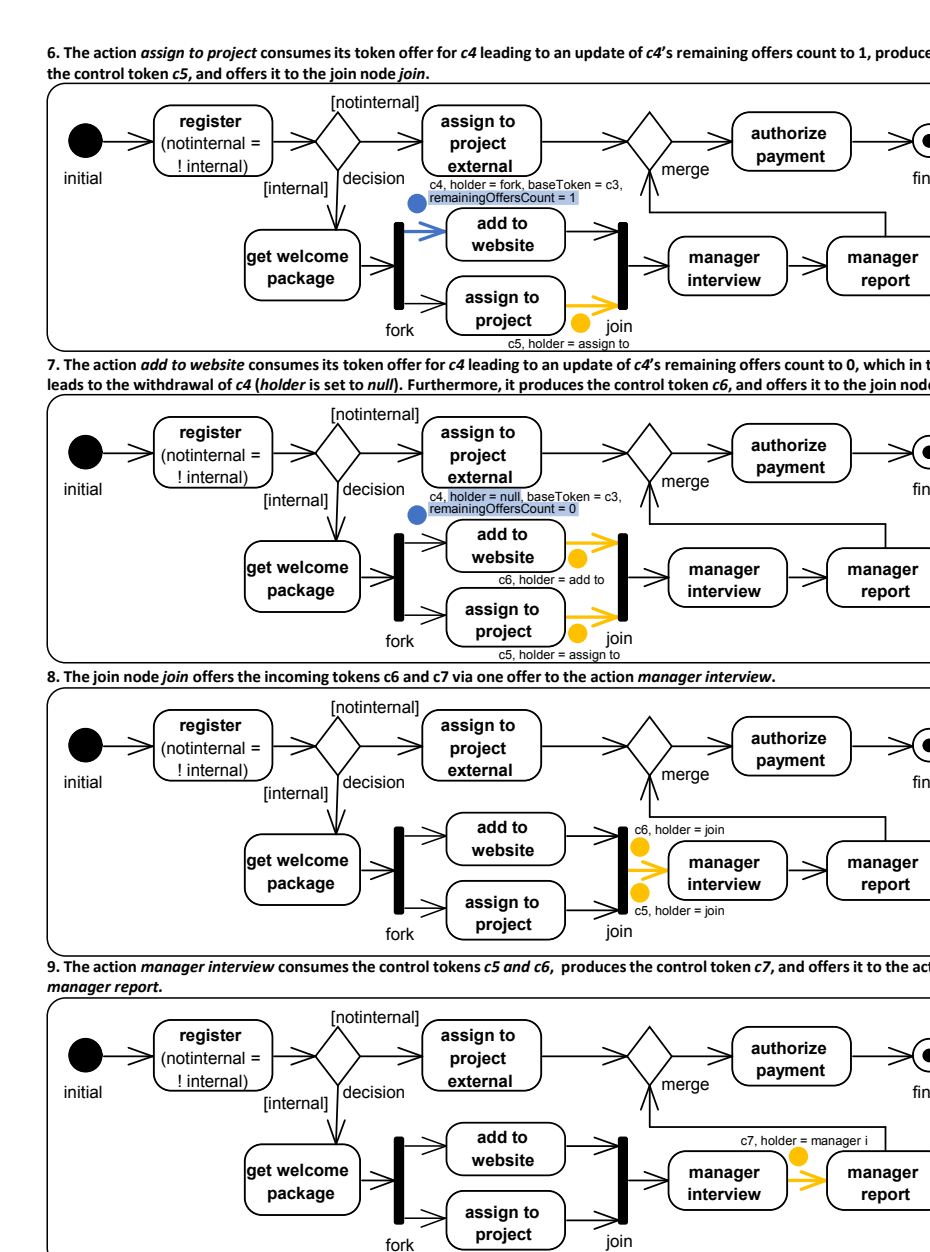 6. The action assign to project consumes its token offer for c4 leading to an update of c4's remaining offers count to 1, produce
the control token c5, and offers it to the join node join.
[notinternal]
register
(notinternal =
! internal)
assign to
project
external
authorize
payment
initial
[internal]
decision
merge
fin
c4, holder = fork, baseToken = c3,
remainingOffersCount = 1
get welcome
package
add to
website
manager
interview
manager
report
assign to
project
fork
join
c5, holder = assign to
7. The action add to website consumes its token offer for c4 leading to an update of c4's remaining offers count to 0, which in t
leads to the withdrawal of c4 (holder is set to null). Furthermore, it produces the control token c6, and offers it to the join node
[notinternal]
register
(notinternal =
! internal)
assign to
project
external
authorize
payment
initial
[internal]
decision
merge
fin
c4, holder = null, baseToken = c3,
remainingOffersCount = 0
get welcome
package
add to
website
c6, holder = add to
manager
interview
manager
report
assign to
project
fork
join
c5, holder = assign to
8. The join node join offers the incoming tokens c6 and c7 via one offer to the action manager interview.
[notinternal]
register
(notinternal =
! internal)
assign to
project
external
authorize
payment
initial
[internal]
decision
merge
fin
get welcome
package
add to
website
c6, holder = join
manager
interview
manager
report
assign to
project
c5, holder = join
fork
join
9. The action manager interview consumes the control tokens c5 and c6, produces the control token c7, and offers it to the act
manager report.
[notinternal]
register
(notinternal =
! internal)
assign to
project
external
authorize
payment
initial
[internal]
decision
merge
fin
get welcome
package
add to
website
c7, holder = manager i
manager
interview
manager
report
assign to
project
fork
join